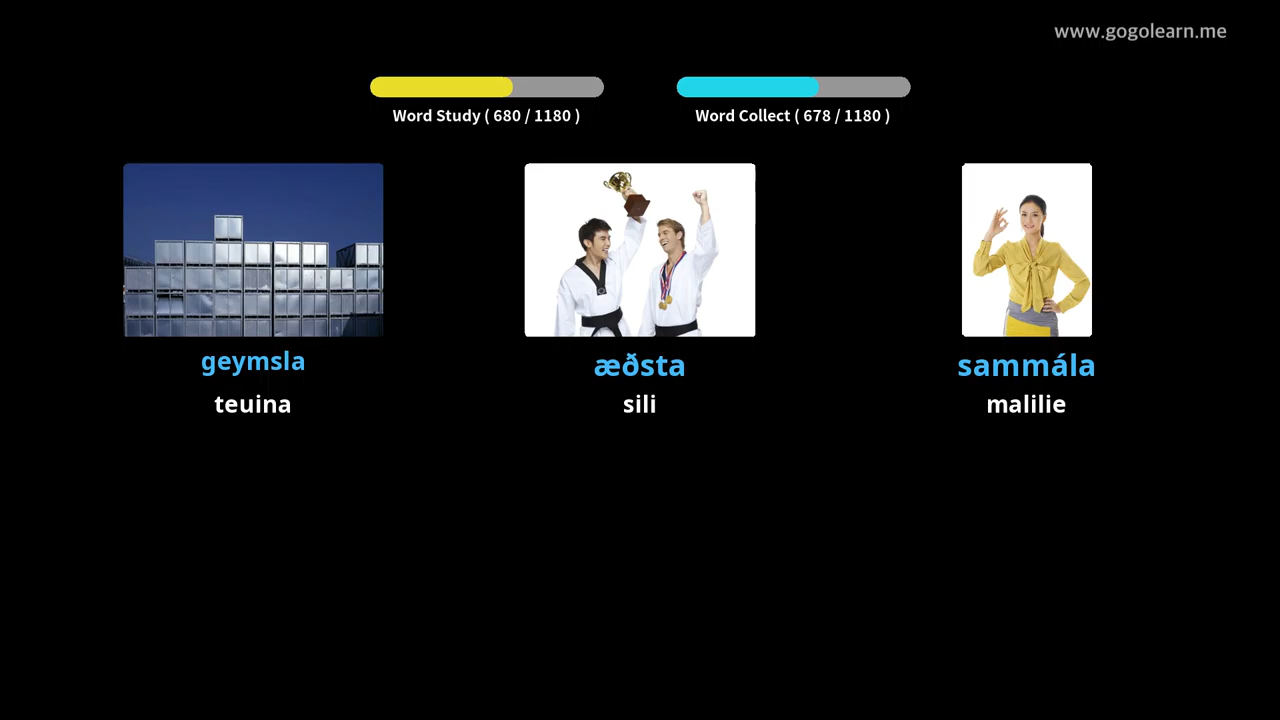 www.gogolearn.me
Word Study ( 680 / 1180 )
Word Collect ( 678 / 1180 )
geymsla
æðsta
sammála
teuina
sili
malilie